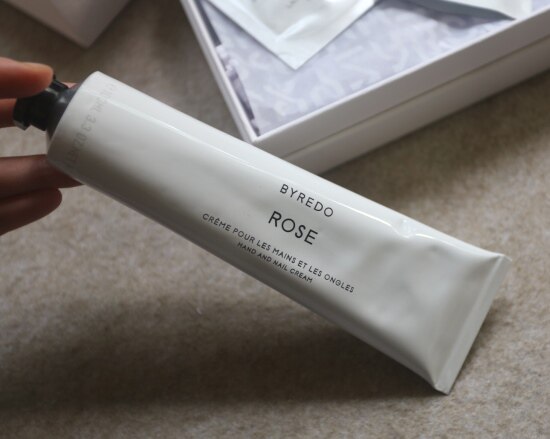 BYREDO
ROSE
CRÈME POUR LES MAINS ET LES ONGLES
HAND AND NAIL CREAM